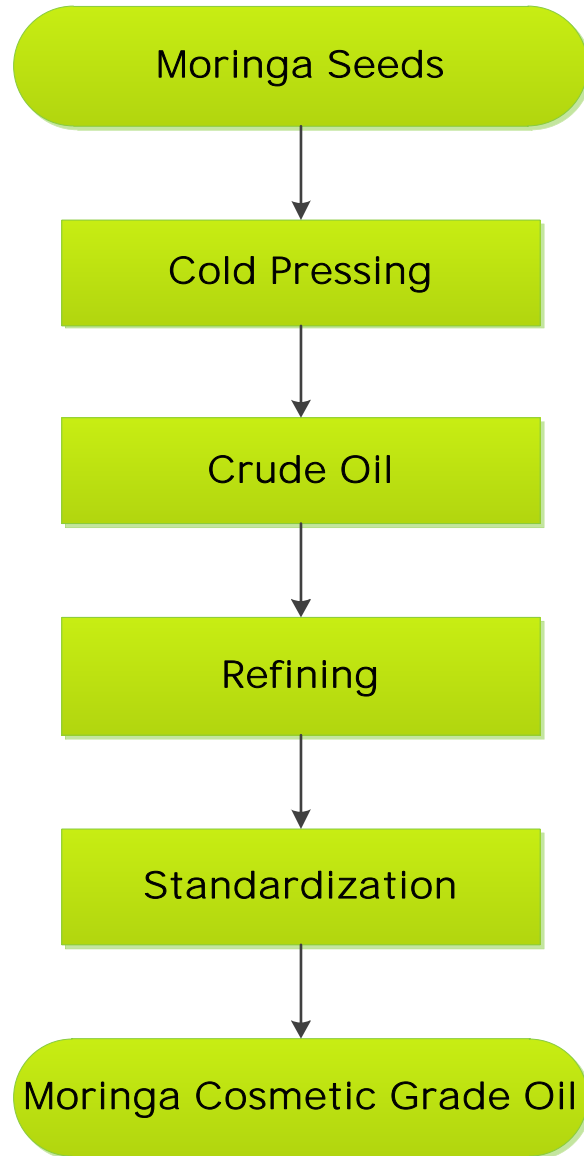 Moringa Seeds
Cold Pressing
Crude Oil
Refining
Standardization
Moringa Cosmetic Grade Oil